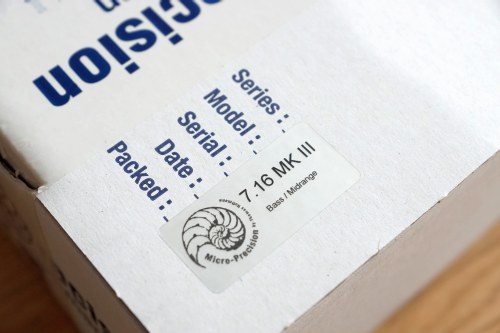 ecision
Series :
Model :
Serial :
Date :
Packed :
7.16 MK III
Bass / Midrange
Micro-Precision